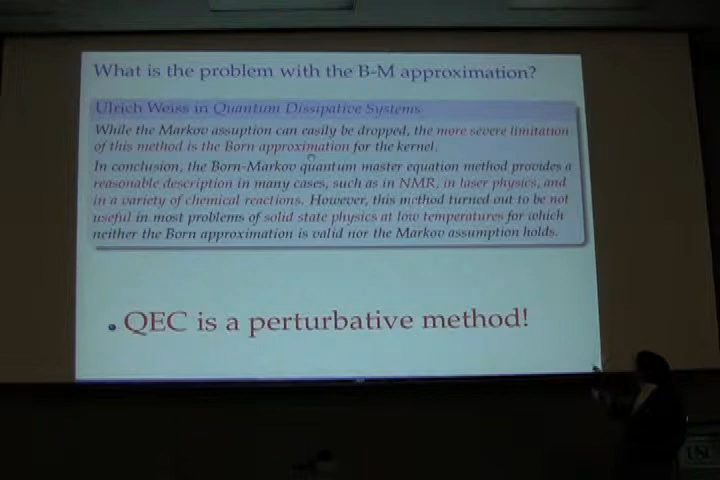 What is the problem with the B-M approximation?
Ulrich Weiss in Quantum Dissipative Systems
While the Markov assuption can easily be dropped, the more severe limitation
of this method is the Born approximation for the kernel.
In conclusion, the Born-Markov quantum master equation method provides a
reasonable description in many cases, such as in NMR, in laser physics, and
in a variety of chemical reactions. However, this method turned out to be not
useful in most problems of solid state physics at low temperatures for which
neither the Born approximation is valid nor the Markov assumption holds.
• QEC is a perturbative method!
USC